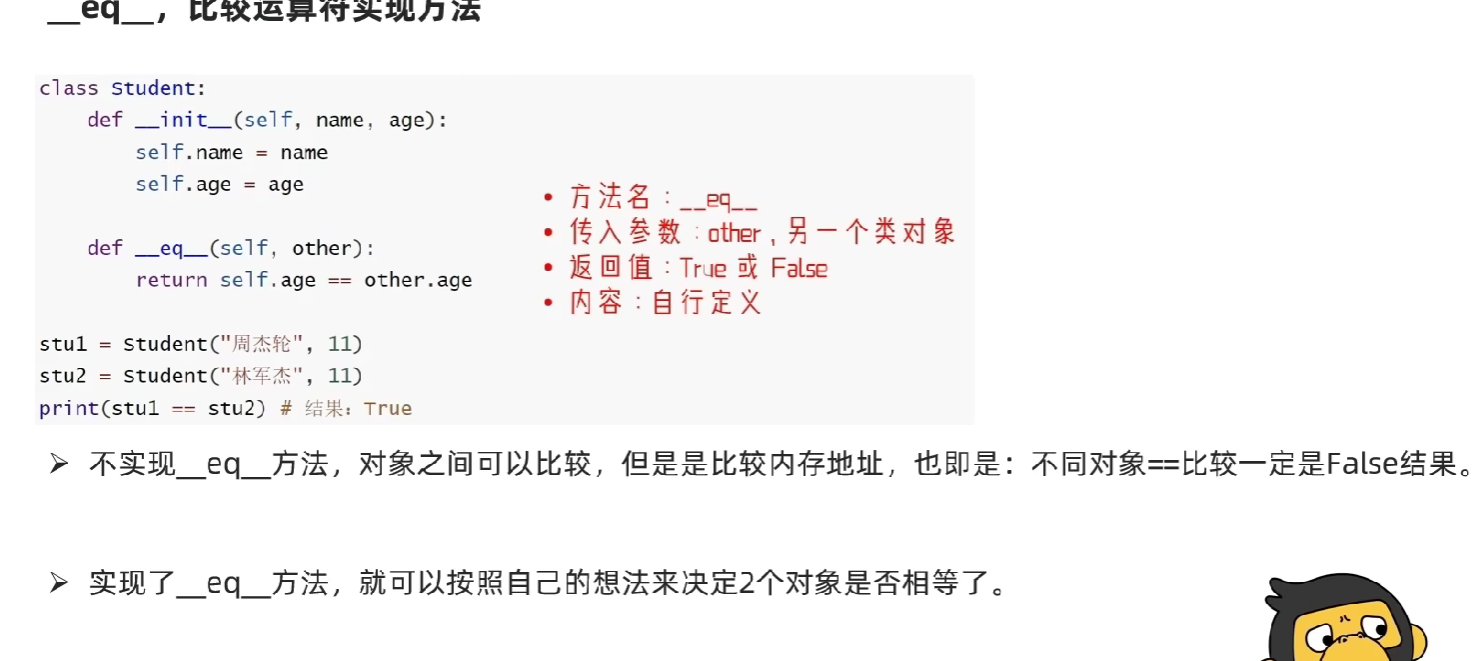 __eq__，比较运算符实现方法
class Student:
    def __init__(self, name, age):
        self.name = name
        self.age = age
    def __eq__(self, other):
        return self.age == other.age
stu1 = Student("周杰轮", 11)
stu2 = Student("林军杰", 11)
print(stu1 == stu2) # 结果：True
• 方法名：__eq__
• 传入参数：other，另一个类对象
• 返回值：True 或 False
• 内容：自行定义
➢ 不实现__eq__方法，对象之间可以比较，但是是比较内存地址，也即是：不同对象==比较一定是False结果。
➢ 实现了__eq__方法，就可以按照自己的想法来决定2个对象是否相等了。